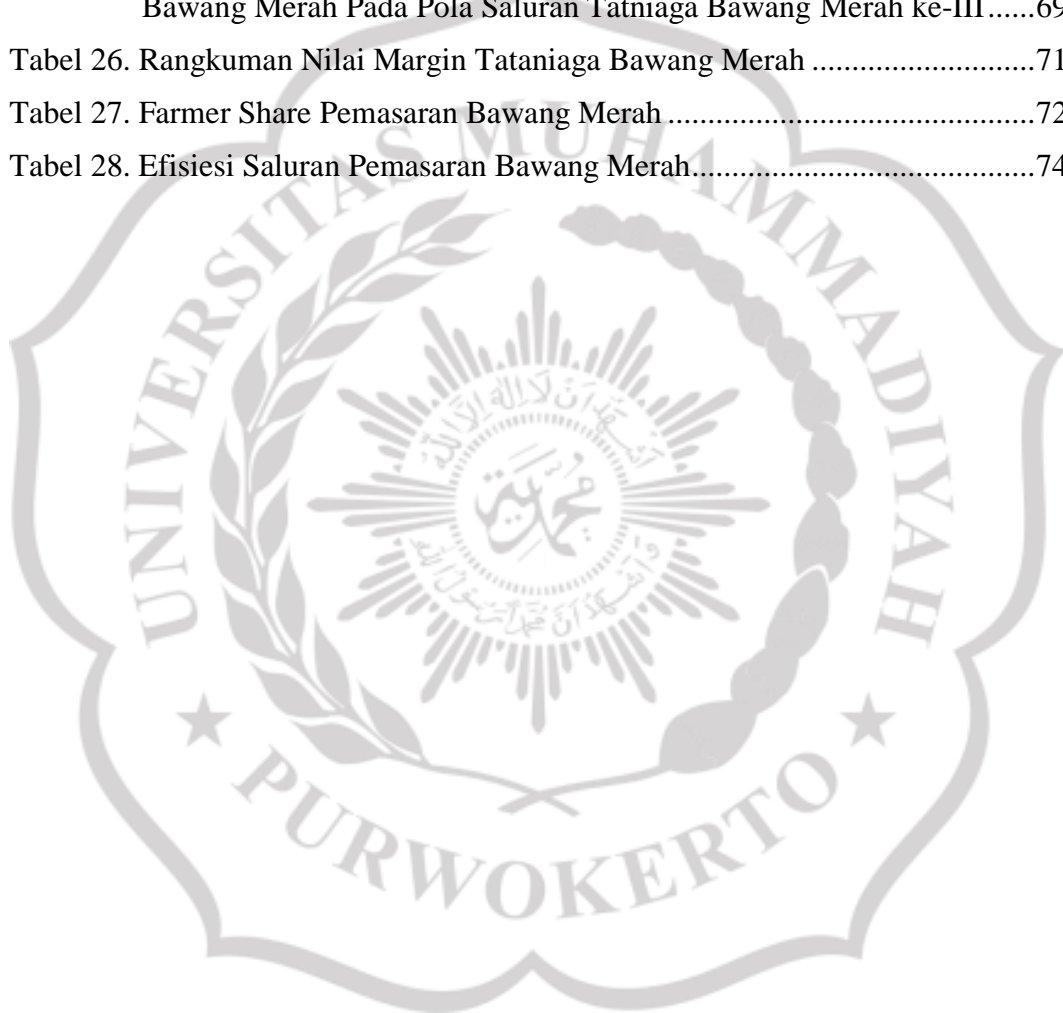 Bawang Merah Pada Pola Saluran Tatniaga Bawang Merah ke-III......69
Tabel 26. Rangkuman Nilai Margin Tataniaga Bawang Merah ............................71
Tabel 27. Farmer Share Pemasaran Bawang Merah ..............................................72
Tabel 28. Efisiesi Saluran Pemasaran Bawang Merah...........................................74
UNIVERSITAS MUHAMMADIYAH
PURWOKERTO